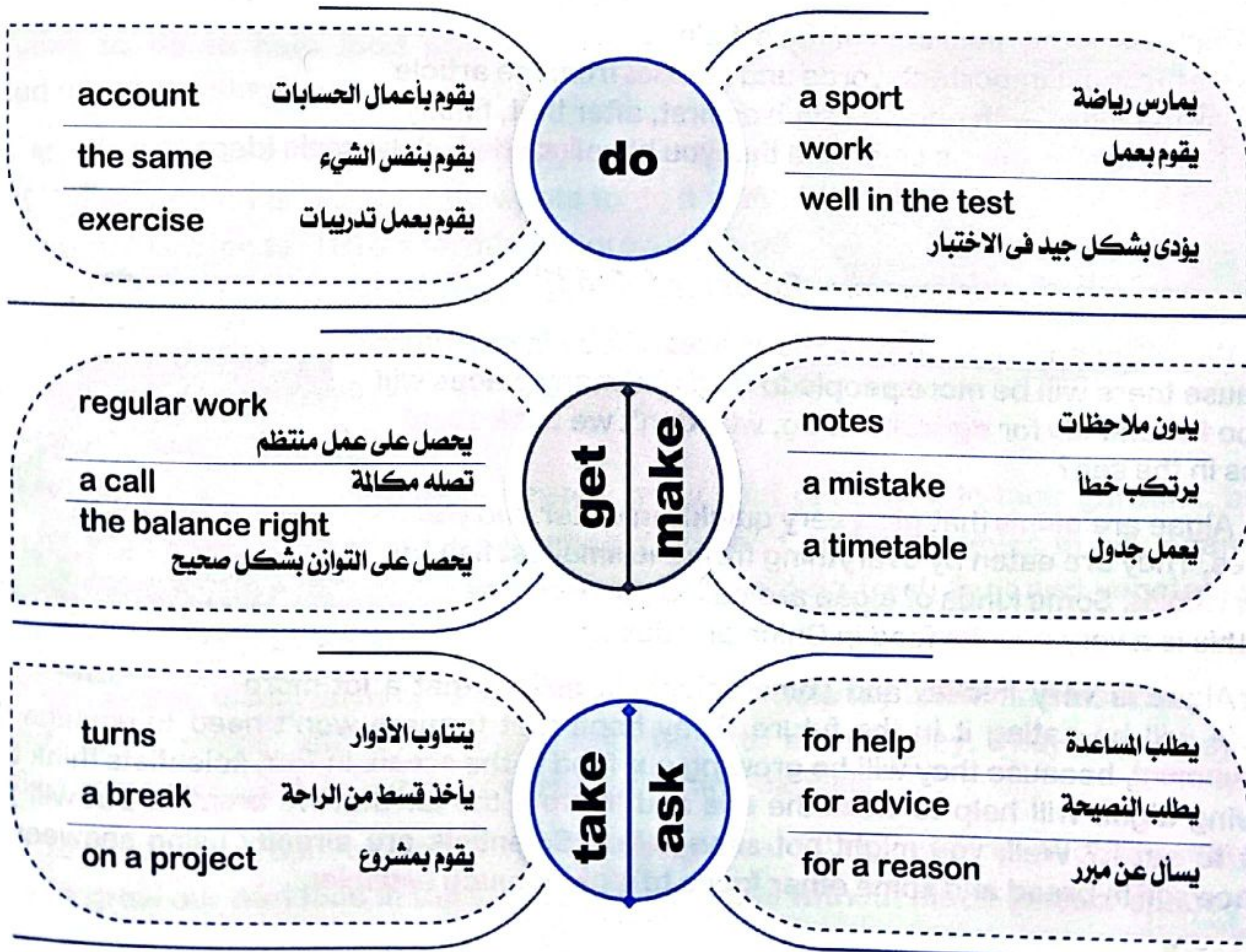 do
account يقوم بأعمال الحسابات
the same يقوم بنفس الشيء
exercise يقوم بعمل تدريبات
a sport يمارس رياضة
work يقوم بعمل
well in the test
يؤدى بشكل جيد فى الاختبار
get
regular work
يحصل على عمل منتظم
a call تصله مكالمة
the balance right
يحصل على التوازن بشكل صحيح
make
notes يدون ملاحظات
a mistake يرتكب خطأ
a timetable يعمل جدول
take
turns يتناوب الأدوار
a break يأخذ قسط من الراحة
on a project يقوم بمشروع
ask
for help يطلب المساعدة
for advice يطلب النصيحة
for a reason يسأل عن مبرر